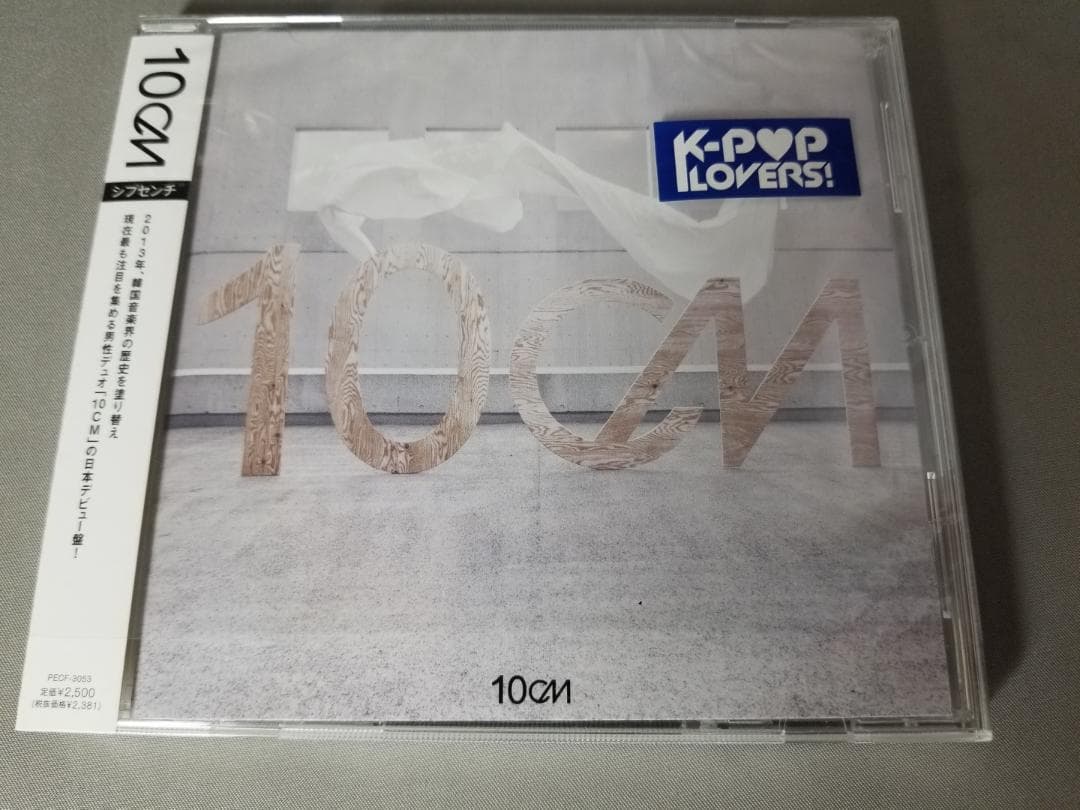 10CM
シプセンチ
2013年、韓国音楽界の歴史を塗り替え
現在最も注目を集める男性デュオ「10CM」の日本デビュー盤!
PECF-3053
定価¥2,500
(税抜価格¥2,381)
K-POP
LOVERS!
10CM
10CM